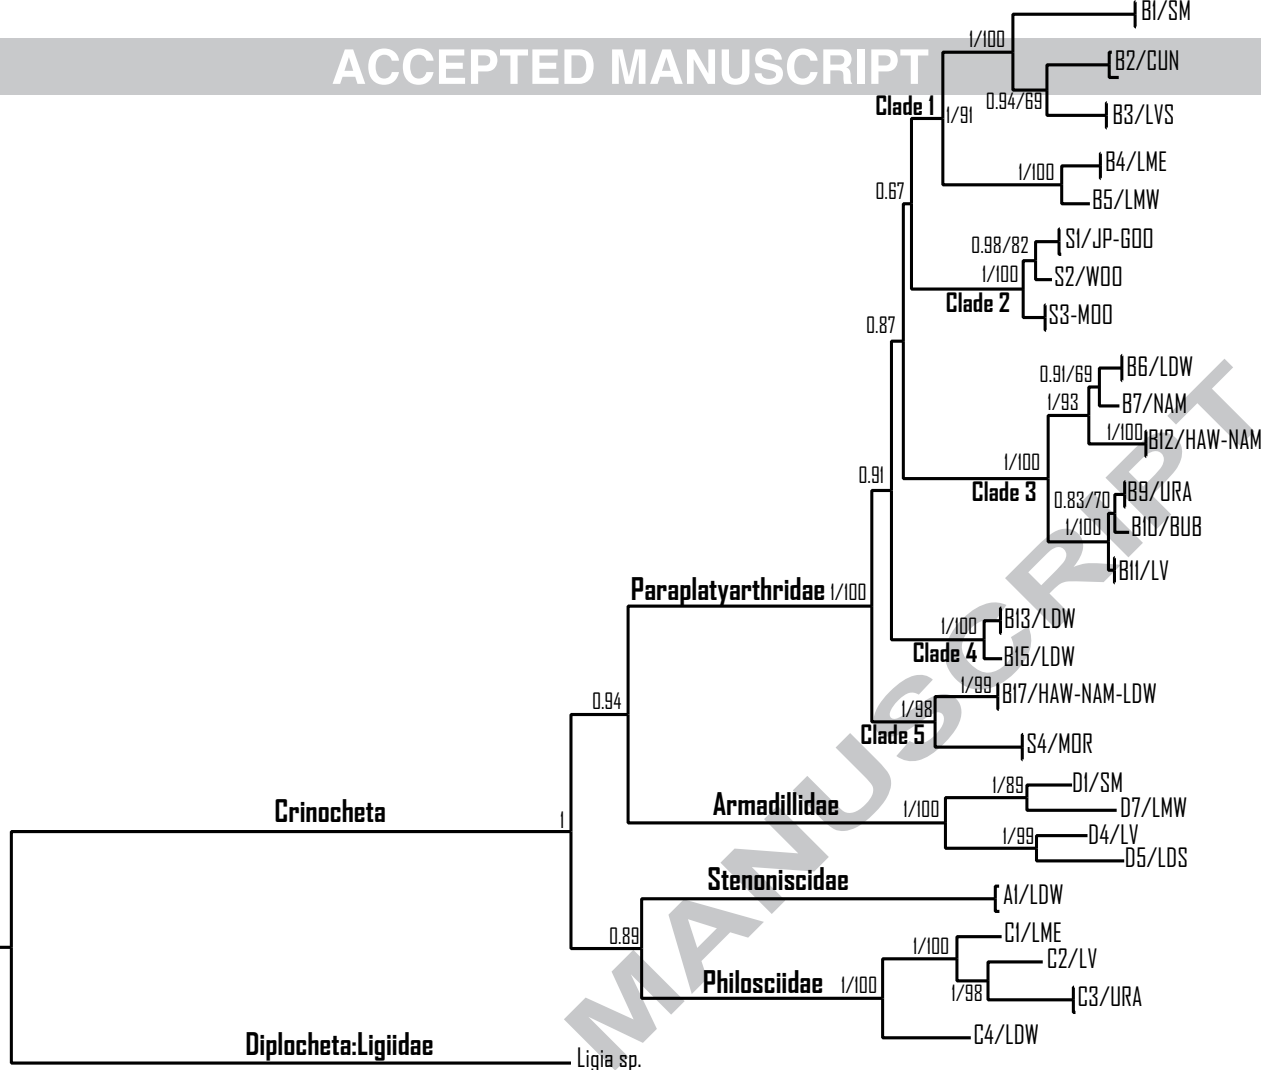 B1/SM
1/100
ACCEPTED MANUSCRIPT
B2/CUN
0.94/69
Clade 1
1/91
B3/LVS
B4/LME
1/100
B5/LMW
0.67
S1/JP-GOO
0.98/82
1/100
S2/WOO
Clade 2
S3-MOO
0.87
B6/LDW
0.91/69
1/93
B7/NAM
1/100
B12/HAW-NAM
1/100
Clade 3
0.91
B9/URA
0.83/70
1/100
B10/BUB
B11/LV
Paraplatyarthridae
1/100
B13/LDW
1/100
Clade 4
B15/LDW
1/99
B17/HAW-NAM-LDW
1/98
Clade 5
0.94
S4/MOR
D1/SM
1/89
Armadillidae
1/100
D7/LMW
Crinocheta
1
1/99
D4/LV
D5/LDS
Stenoniscidae
A1/LDW
0.89
C1/LME
1/100
C2/LV
Philosciidae
1/100
1/98
C3/URA
C4/LDW
Diplocheta:Ligiidae
Ligia sp.
MANUSCRIPT